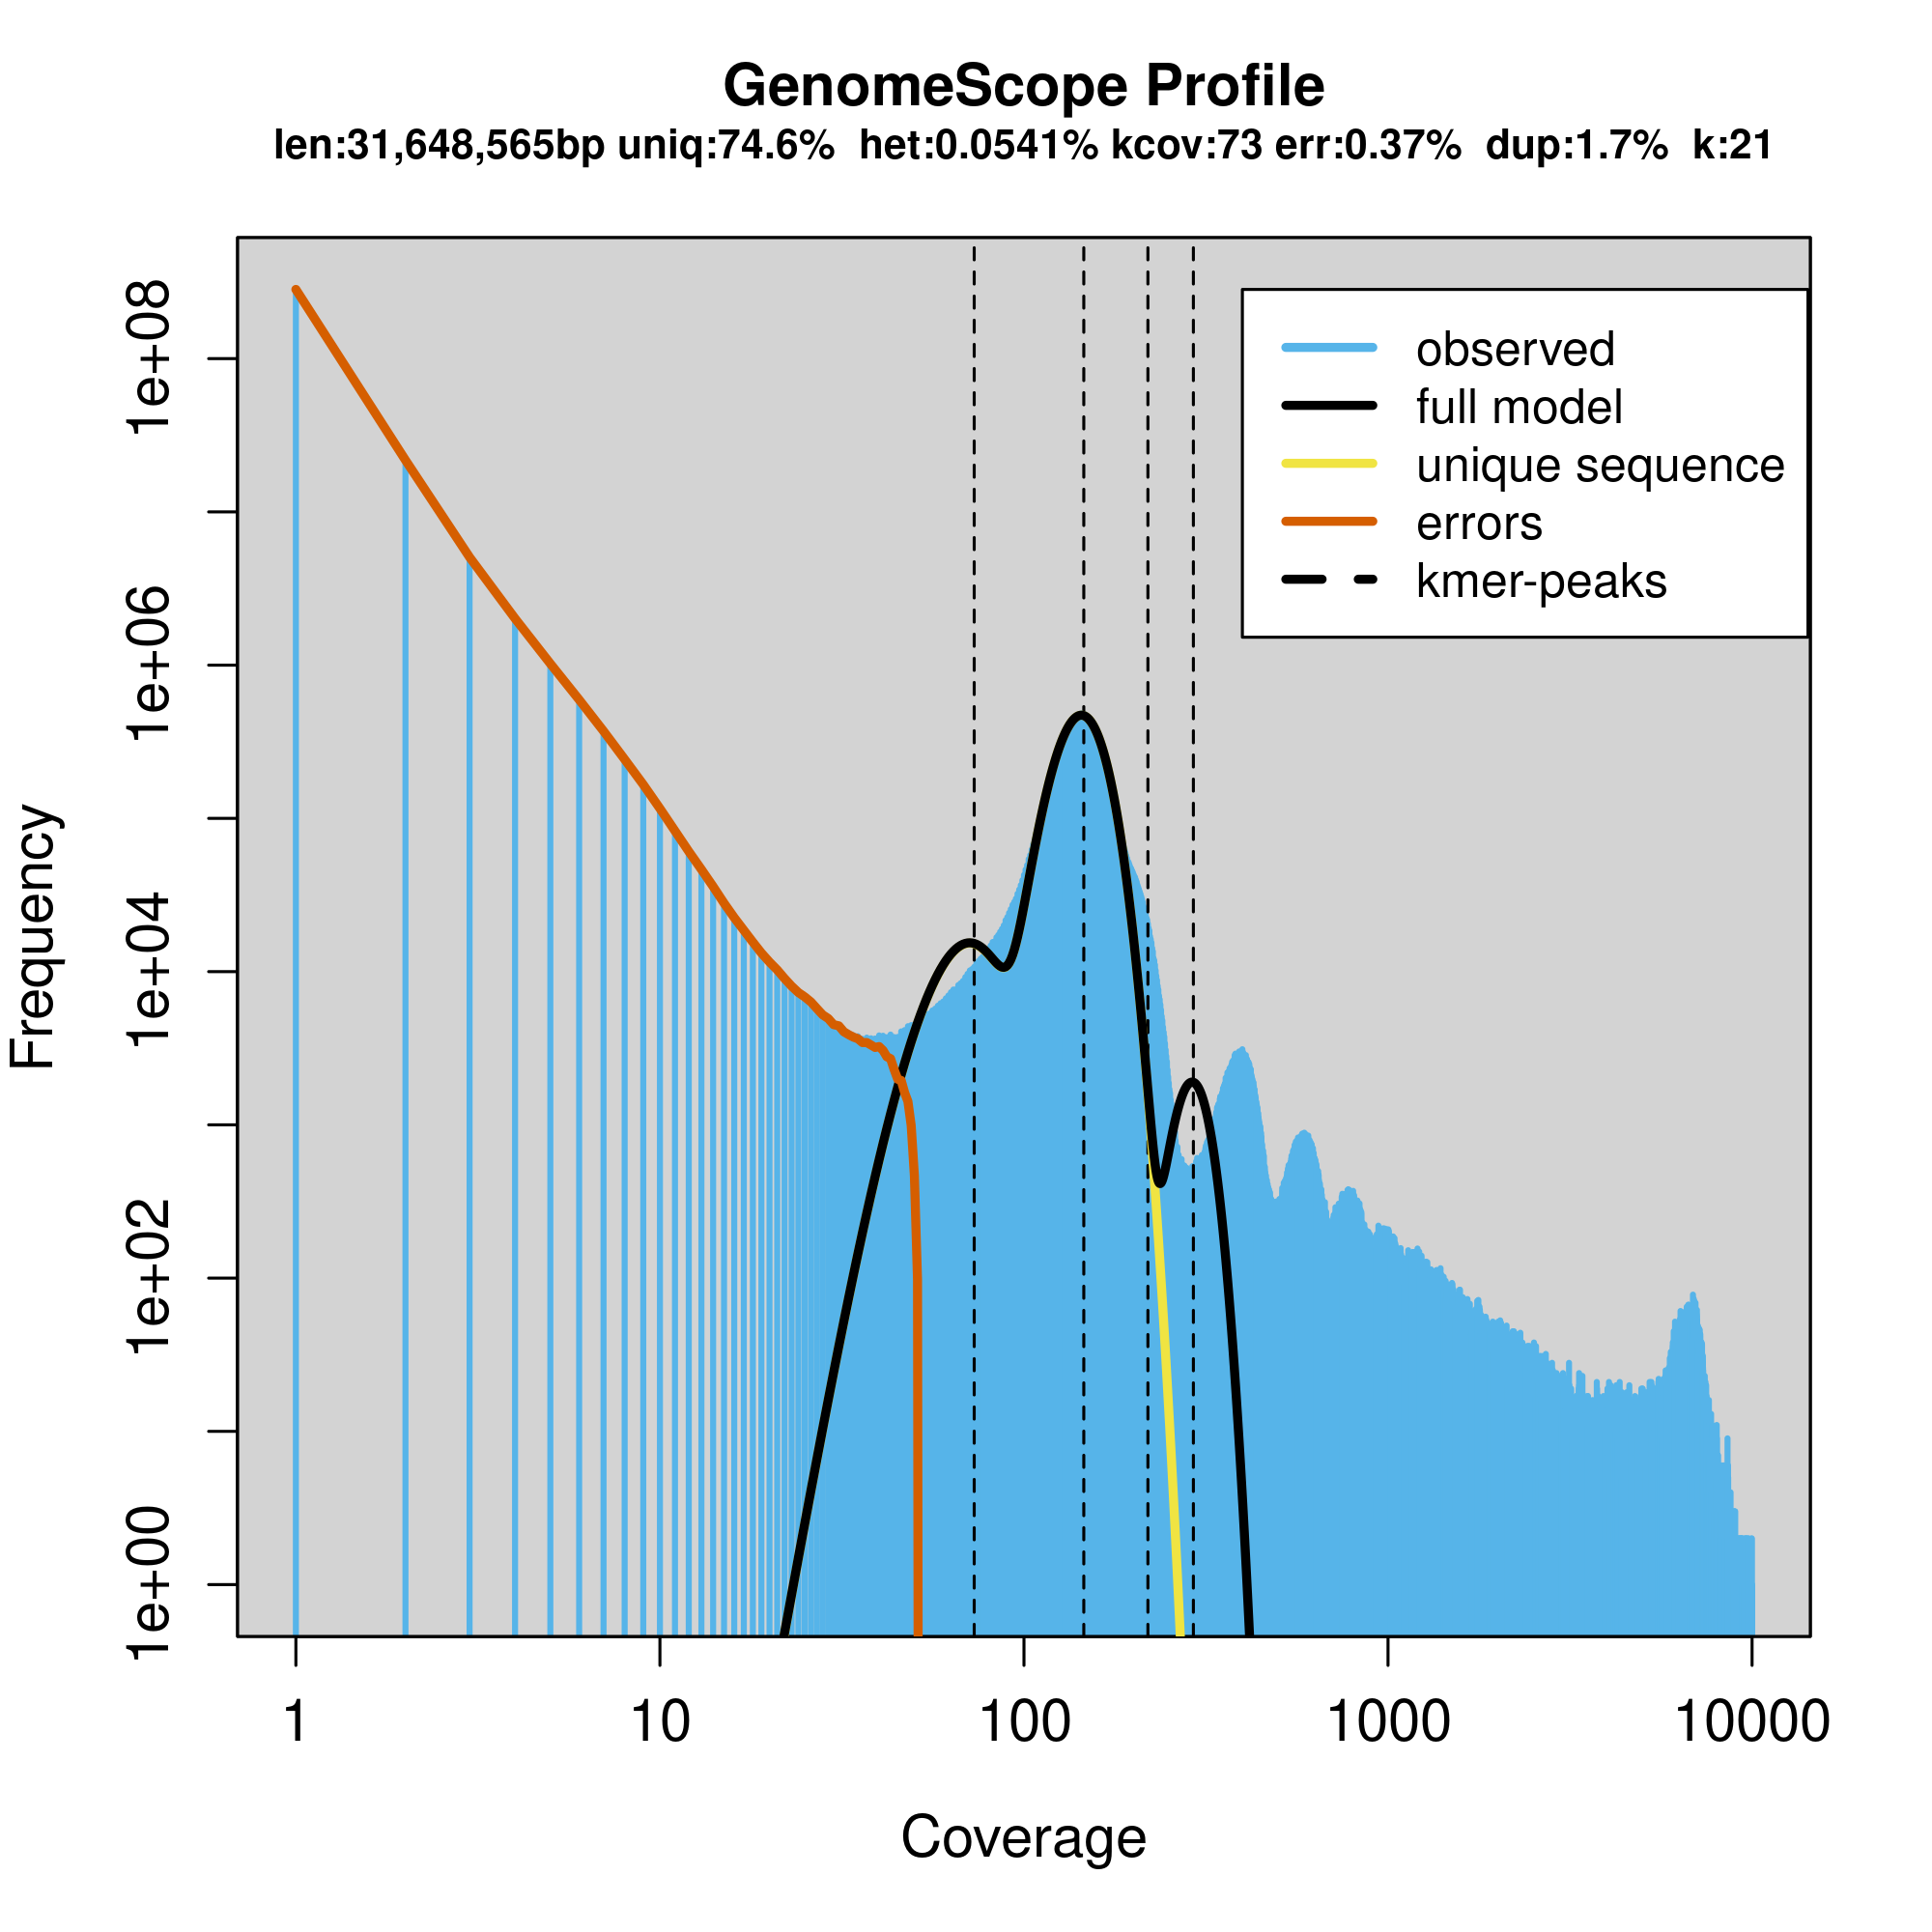 GenomeScope Profile
len:31,648,565bp uniq:74.6% het:0.0541% kcov:73 err:0.37% dup:1.7% k:21
observed
full model
unique sequence
errors
kmer-peaks
Frequency
1e+08
1e+06
1e+04
1e+02
1e+00
1 10 100 1000 10000
Coverage